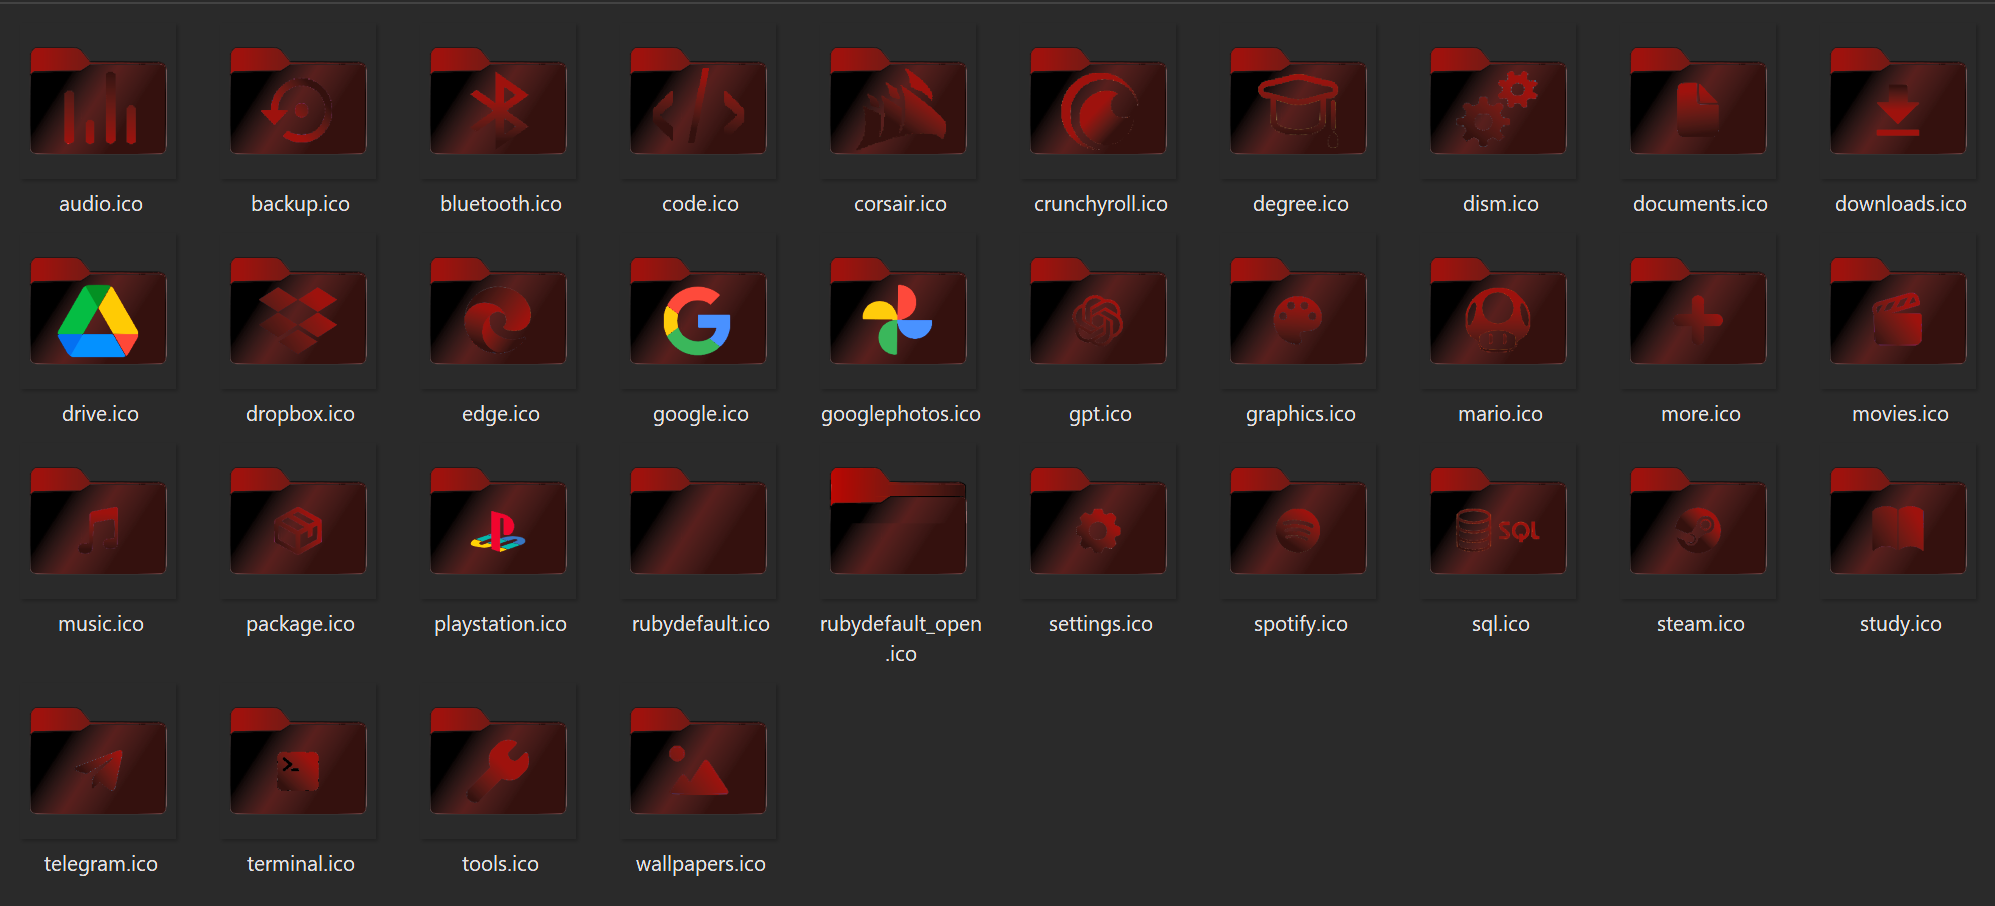 audio.ico
backup.ico
bluetooth.ico
code.ico
corsair.ico
crunchyroll.ico
degree.ico
dism.ico
documents.ico
downloads.ico
drive.ico
dropbox.ico
edge.ico
google.ico
googlephotos.ico
gpt.ico
graphics.ico
mario.ico
more.ico
movies.ico
music.ico
package.ico
playstation.ico
rubydefault.ico
rubydefault_open
.ico
settings.ico
spotify.ico
SQL
sql.ico
steam.ico
study.ico
telegram.ico
>_
terminal.ico
tools.ico
wallpapers.ico